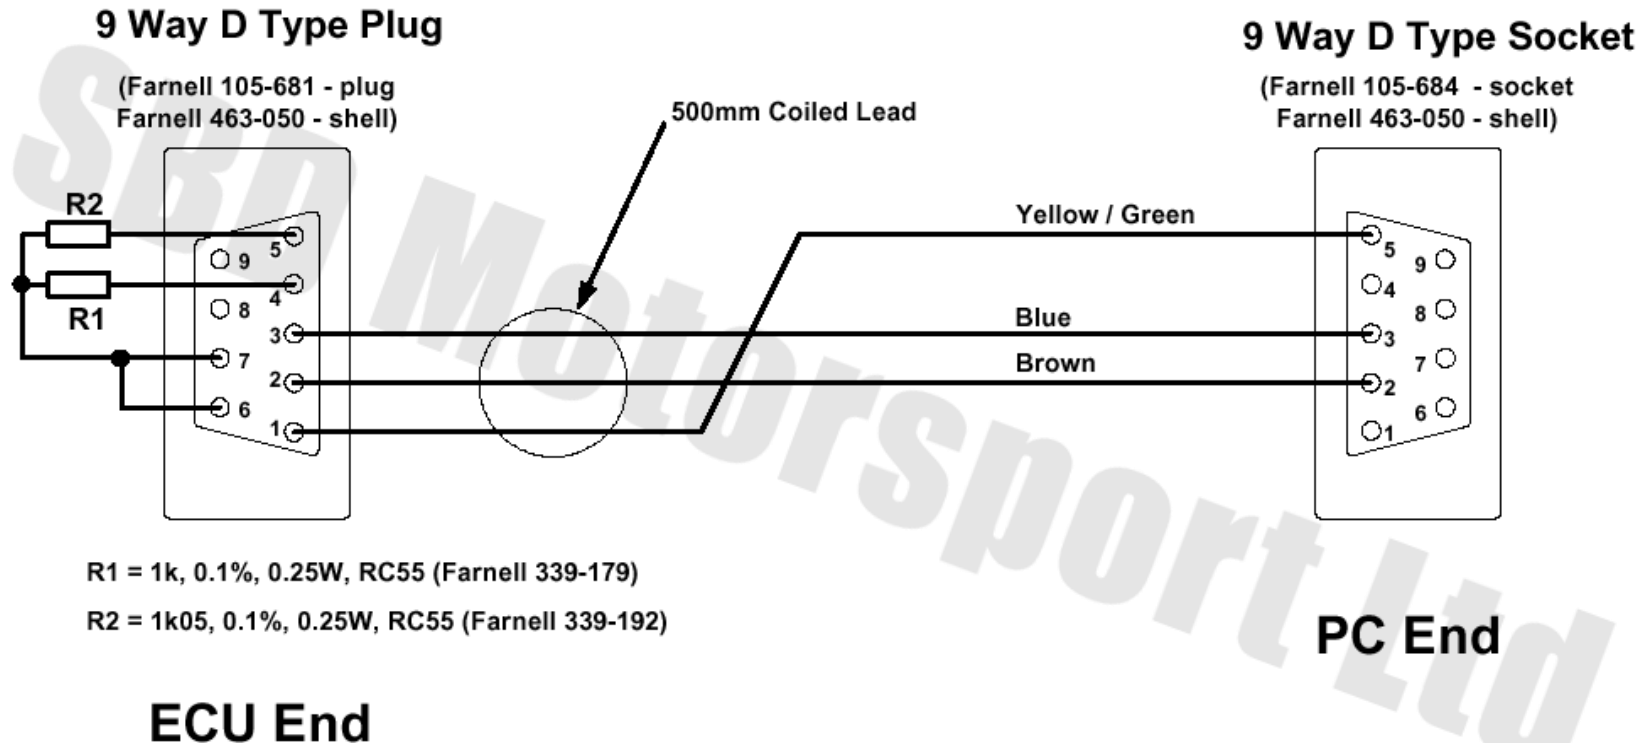 9 Way D Type Plug
(Farnell 105-681 - plug
Farnell 463-050 - shell)
9 Way D Type Socket
(Farnell 105-684 - socket
Farnell 463-050 - shell)
500mm Coiled Lead
R2
R1
5
4
3
2
1
9
8
7
6
Yellow / Green
Blue
Brown
5
4
3
2
1
9
8
7
6
R1 = 1k, 0.1%, 0.25W, RC55 (Farnell 339-179)
R2 = 1k05, 0.1%, 0.25W, RC55 (Farnell 339-192)
ECU End
PC End
SBD Motorsport Ltd